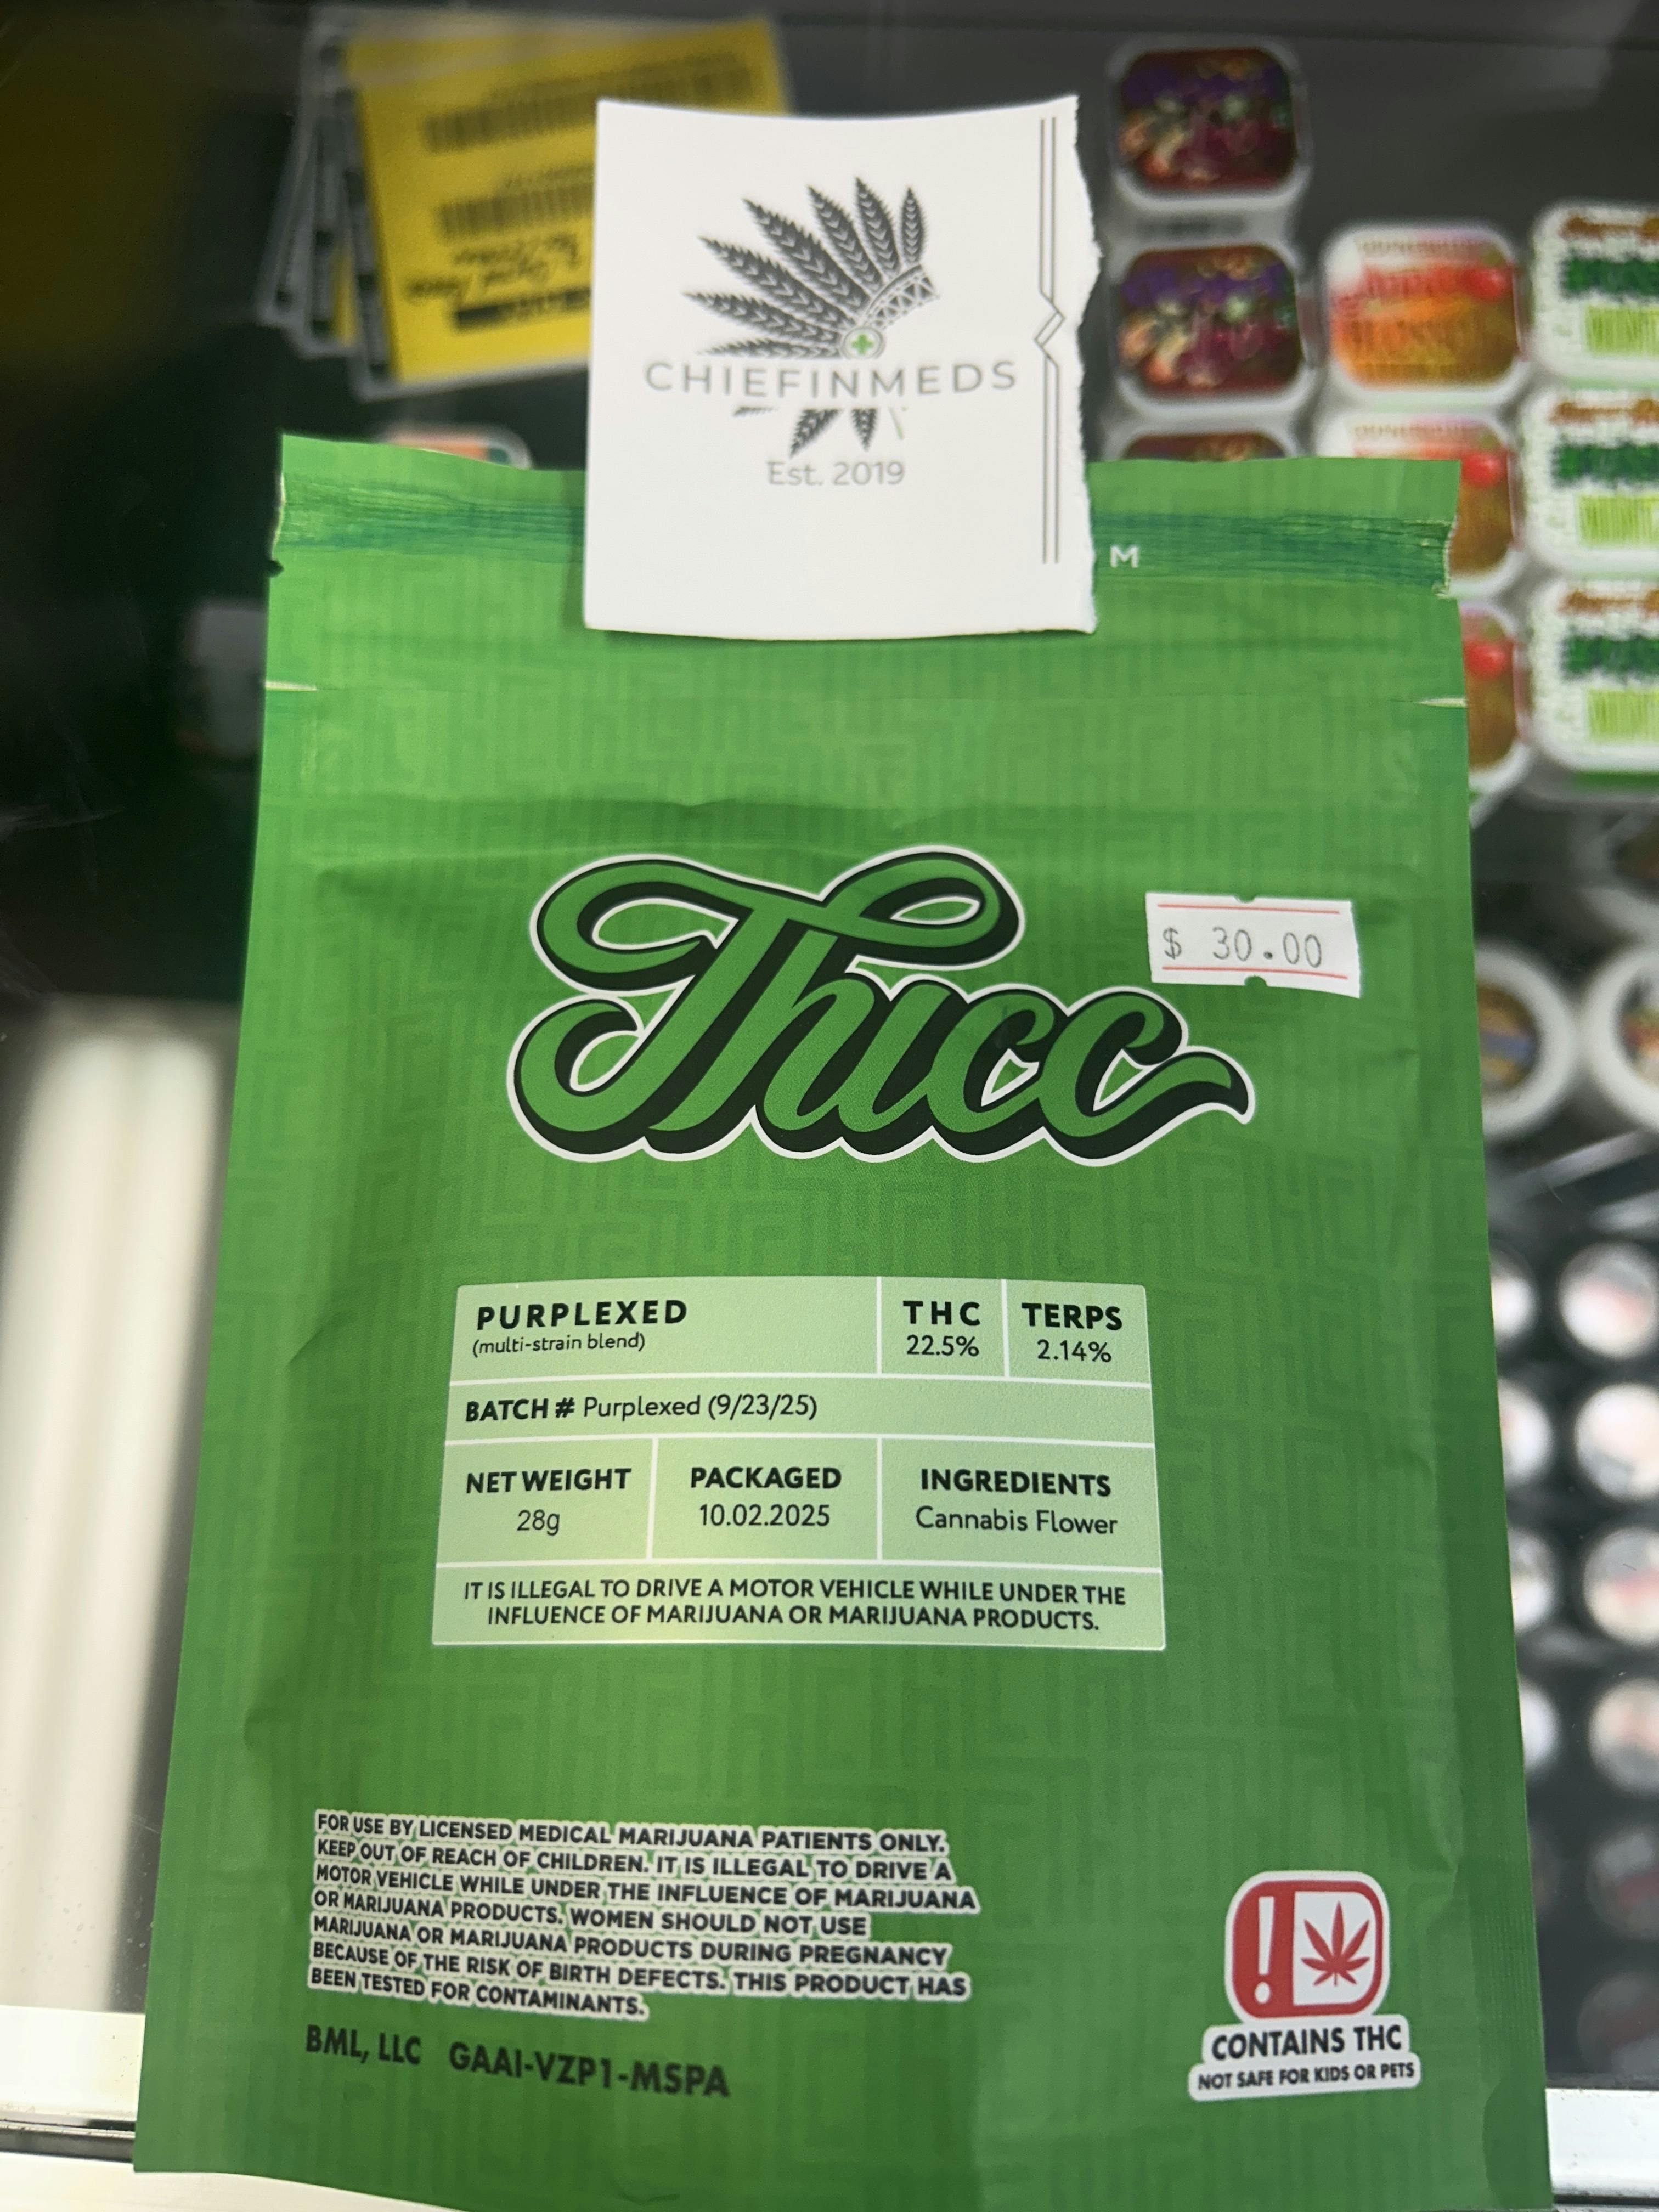 CHIEFINMEDS
Est. 2019
M
Thicc
$ 30.00
PURPLEXED
(multi-strain blend)
THC
22.5%
TERPS
2.14%
BATCH # Purplexed (9/23/25)
NET WEIGHT
28g
PACKAGED
10.02.2025
INGREDIENTS
Cannabis Flower
IT IS ILLEGAL TO DRIVE A MOTOR VEHICLE WHILE UNDER THE
INFLUENCE OF MARIJUANA OR MARIJUANA PRODUCTS.
FOR USE BY LICENSED MEDICAL MARIJUANA PATIENTS ONLY.
KEEP OUT OF REACH OF CHILDREN. IT IS ILLEGAL TO DRIVE A
MOTOR VEHICLE WHILE UNDER THE INFLUENCE OF MARIJUANA
OR MARIJUANA PRODUCTS. WOMEN SHOULD NOT USE
MARIJUANA OR MARIJUANA PRODUCTS DURING PREGNANCY
BECAUSE OF THE RISK OF BIRTH DEFECTS. THIS PRODUCT HAS
BEEN TESTED FOR CONTAMINANTS.
BML, LLC GAAI-VZP1-MSPA
!
CONTAINS THC
NOT SAFE FOR KIDS OR PETS